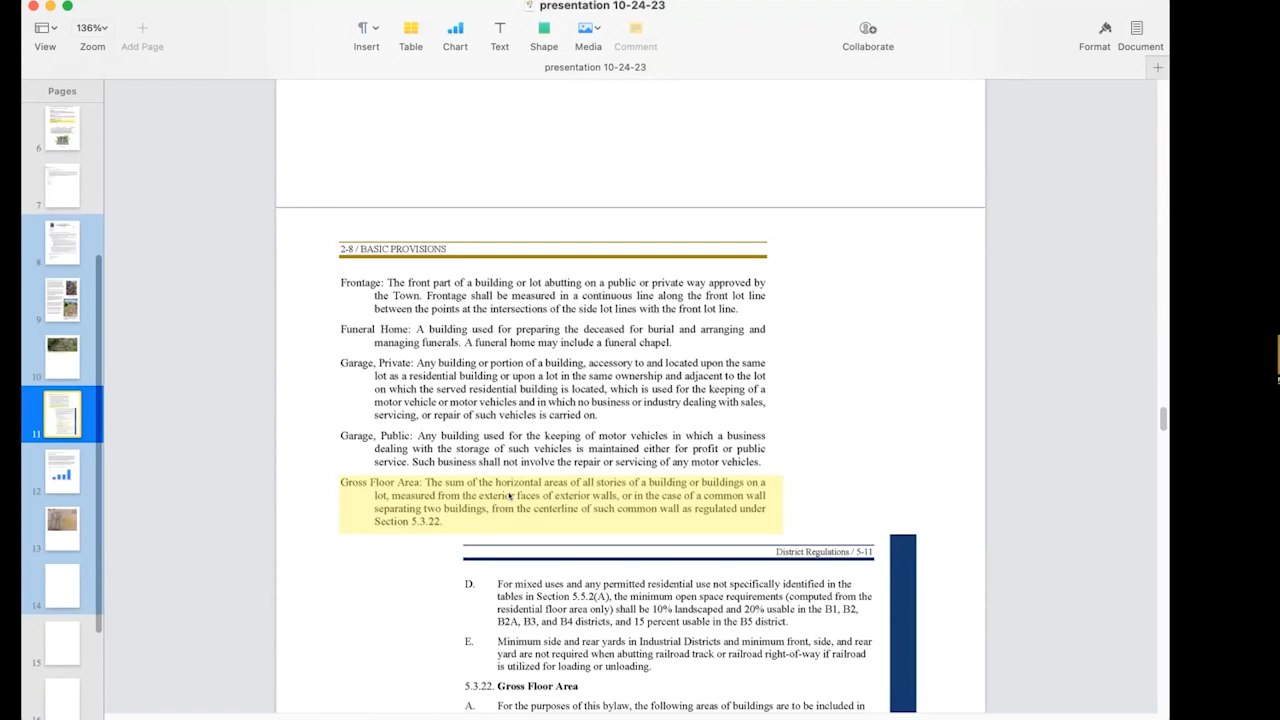 presentation 10-24-23
136%
View
Zoom
Add Page
Insert
Table
Chart
Text
Shape
Media
Comment
Collaborate
Format
Document
presentation 10-24-23
Pages
6
7
8
9
10
11
12
13
14
15
2-8 / BASIC PROVISIONS
Frontage: The front part of a building or lot abutting on a public or private way approved by
the Town. Frontage shall be measured in a continuous line along the front lot line
between the points at the intersections of the side lot lines with the front lot line.
Funeral Home: A building used for preparing the deceased for burial and arranging and
managing funerals. A funeral home may include a funeral chapel.
Garage, Private: Any building or portion of a building, accessory to and located upon the same
lot as a residential building or upon a lot in the same ownership and adjacent to the lot
on which the served residential building is located, which is used for the keeping of a
motor vehicle or motor vehicles and in which no business or industry dealing with sales,
servicing, or repair of such vehicles is carried on.
Garage, Public: Any building used for the keeping of motor vehicles in which a business
dealing with the storage of such vehicles is maintained either for profit or public
service. Such business shall not involve the repair or servicing of any motor vehicles.
Gross Floor Area: The sum of the horizontal areas of all stories of a building or buildings on a
lot, measured from the exterior faces of exterior walls, or in the case of a common wall
separating two buildings, from the centerline of such common wall as regulated under
Section 5.3.22.
District Regulations / 5-11
D. For mixed uses and any permitted residential use not specifically identified in the
tables in Section 5.5.2(A), the minimum open space requirements (computed from the
residential floor area only) shall be 10% landscaped and 20% usable in the B1, B2,
B2A, B3, and B4 districts, and 15 percent usable in the B5 district.
E. Minimum side and rear yards in Industrial Districts and minimum front, side, and rear
yard are not required when abutting railroad track or railroad right-of-way if railroad
is utilized for loading or unloading.
5.3.22. Gross Floor Area
A. For the purposes of this bylaw, the following areas of buildings are to be included in